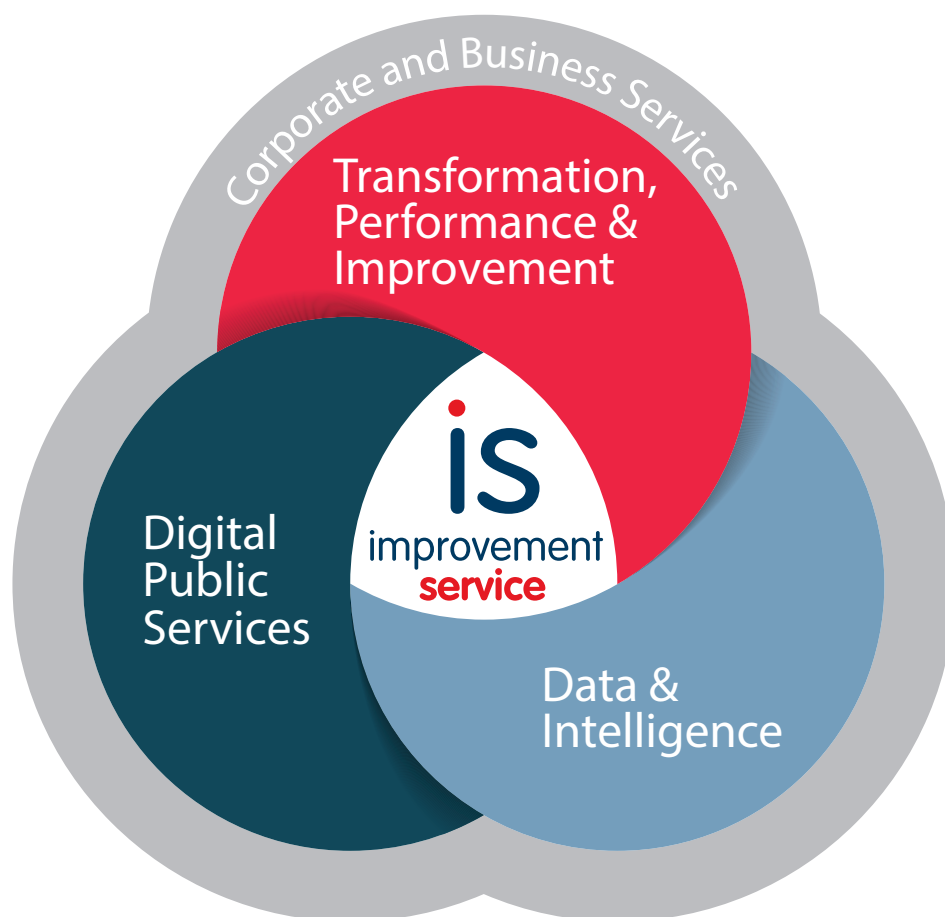 Corporate and Business Services
Transformation,
Performance &
Improvement
is
improvement
service
Digital
Public
Services
Data &
Intelligence